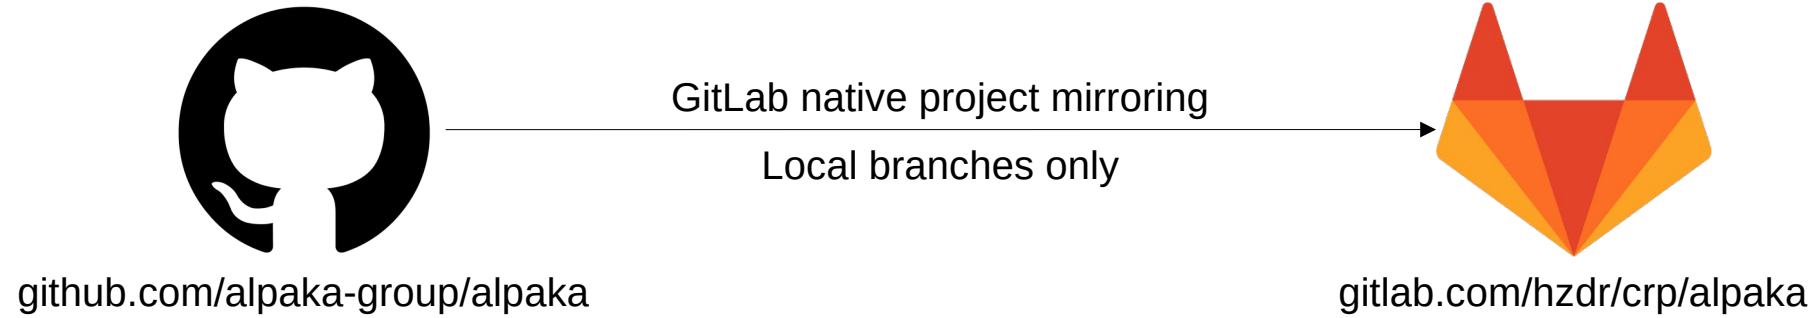 GitLab native project mirroring
Local branches only
github.com/alpaka-group/alpaka
gitlab.com/hzdr/crp/alpaka